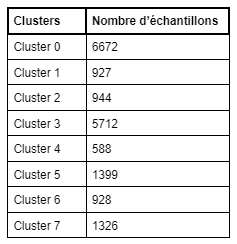 Clusters Nombre d'échantillons
Cluster 0 6672
Cluster 1 927
Cluster 2 944
Cluster 3 5712
Cluster 4 588
Cluster 5 1399
Cluster 6 928
Cluster 7 1326